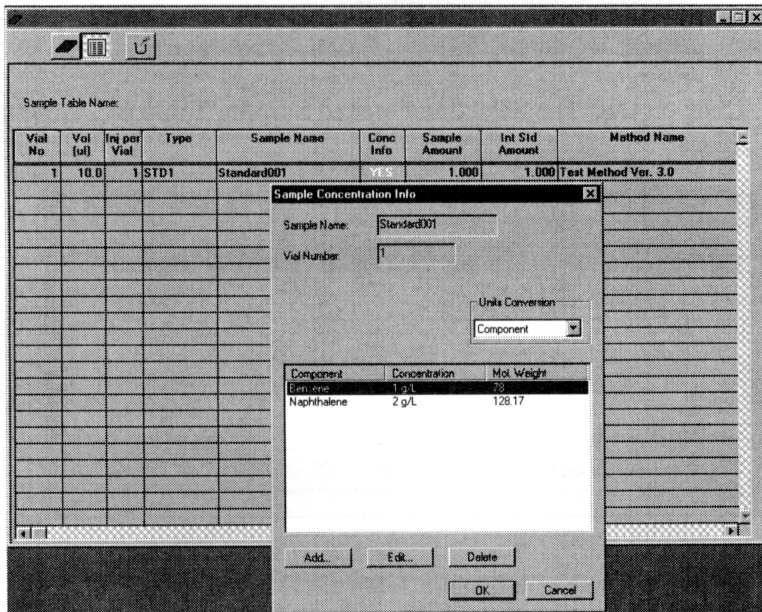 Sample Table Name:
Vial No Vol (ul) Inj per Vial Type Sample Name Conc Info Sample Amount Int Std Amount Method Name
1 10.0 1 STD1 Standard001 YES 1.000 1.000 Test Method Ver. 3.0
Sample Concentration Info
Sample Name: Standard001
Vial Number: 1
Units Conversion
Component
Component Concentration Mol. Weight
Benzene 1 g/L 78
Naphthalene 2 g/L 128.17
Add... Edit... Delete
OK Cancel